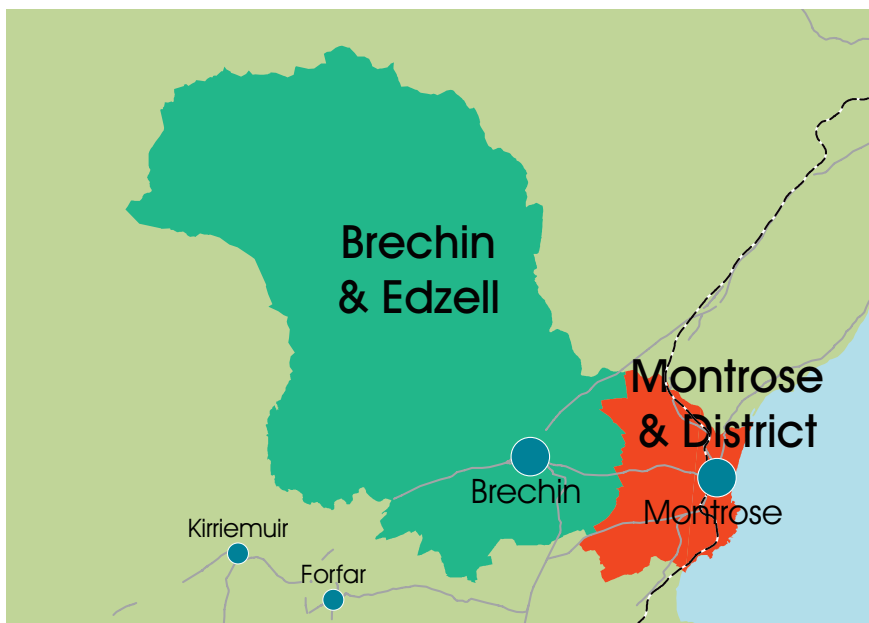 Brechin
& Edzell
Montrose
& District
Brechin
Montrose
Kirriemuir
Forfar